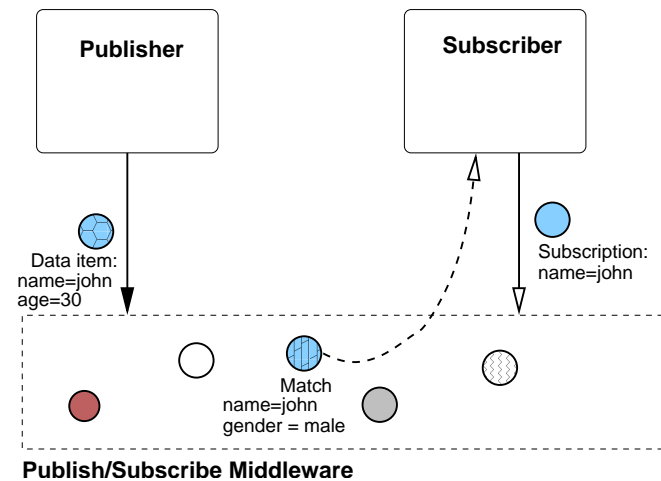 Publisher
Subscriber
Data item:
name=john
age=30
Subscription:
name=john
Match
name=john
gender = male
Publish/Subscribe Middleware